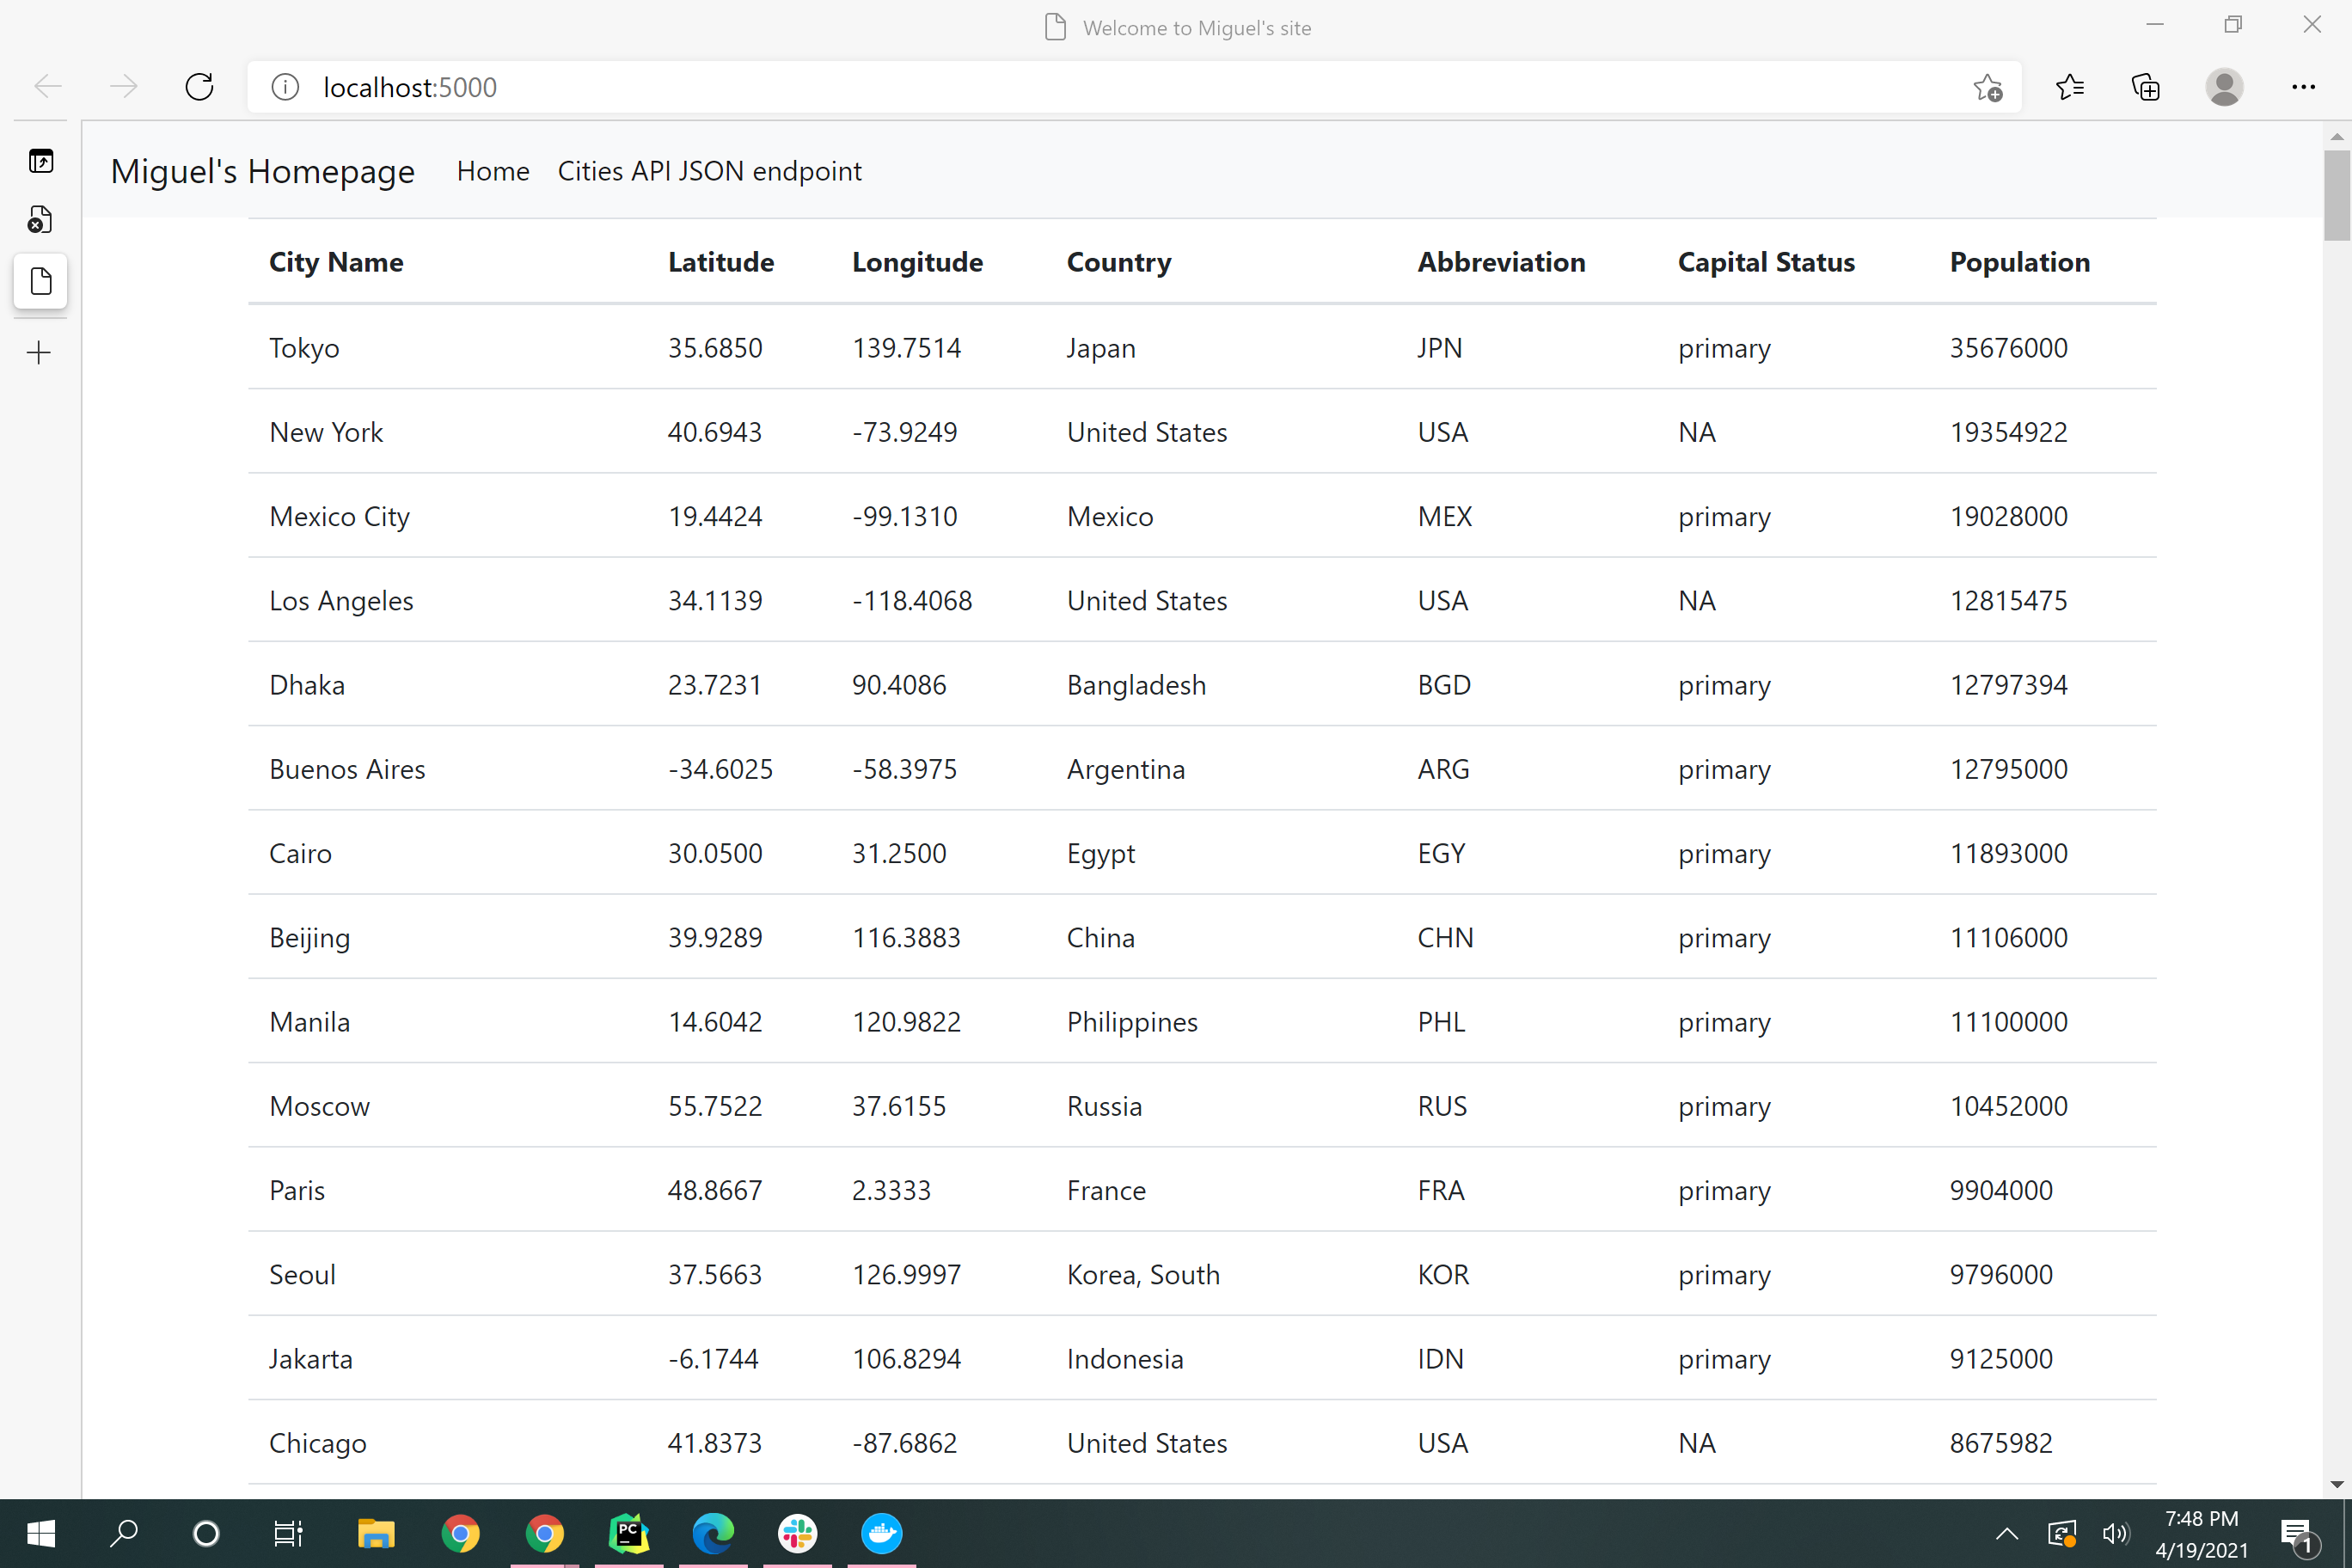 Welcome to Miguel's site
localhost:5000
Miguel's Homepage Home Cities API JSON endpoint
City Name Latitude Longitude Country Abbreviation Capital Status Population
Tokyo 35.6850 139.7514 Japan JPN primary 35676000
New York 40.6943 -73.9249 United States USA NA 19354922
Mexico City 19.4424 -99.1310 Mexico MEX primary 19028000
Los Angeles 34.1139 -118.4068 United States USA NA 12815475
Dhaka 23.7231 90.4086 Bangladesh BGD primary 12797394
Buenos Aires -34.6025 -58.3975 Argentina ARG primary 12795000
Cairo 30.0500 31.2500 Egypt EGY primary 11893000
Beijing 39.9289 116.3883 China CHN primary 11106000
Manila 14.6042 120.9822 Philippines PHL primary 11100000
Moscow 55.7522 37.6155 Russia RUS primary 10452000
Paris 48.8667 2.3333 France FRA primary 9904000
Seoul 37.5663 126.9997 Korea, South KOR primary 9796000
Jakarta -6.1744 106.8294 Indonesia IDN primary 9125000
Chicago 41.8373 -87.6862 United States USA NA 8675982
PC
7:48 PM
4/19/2021
1